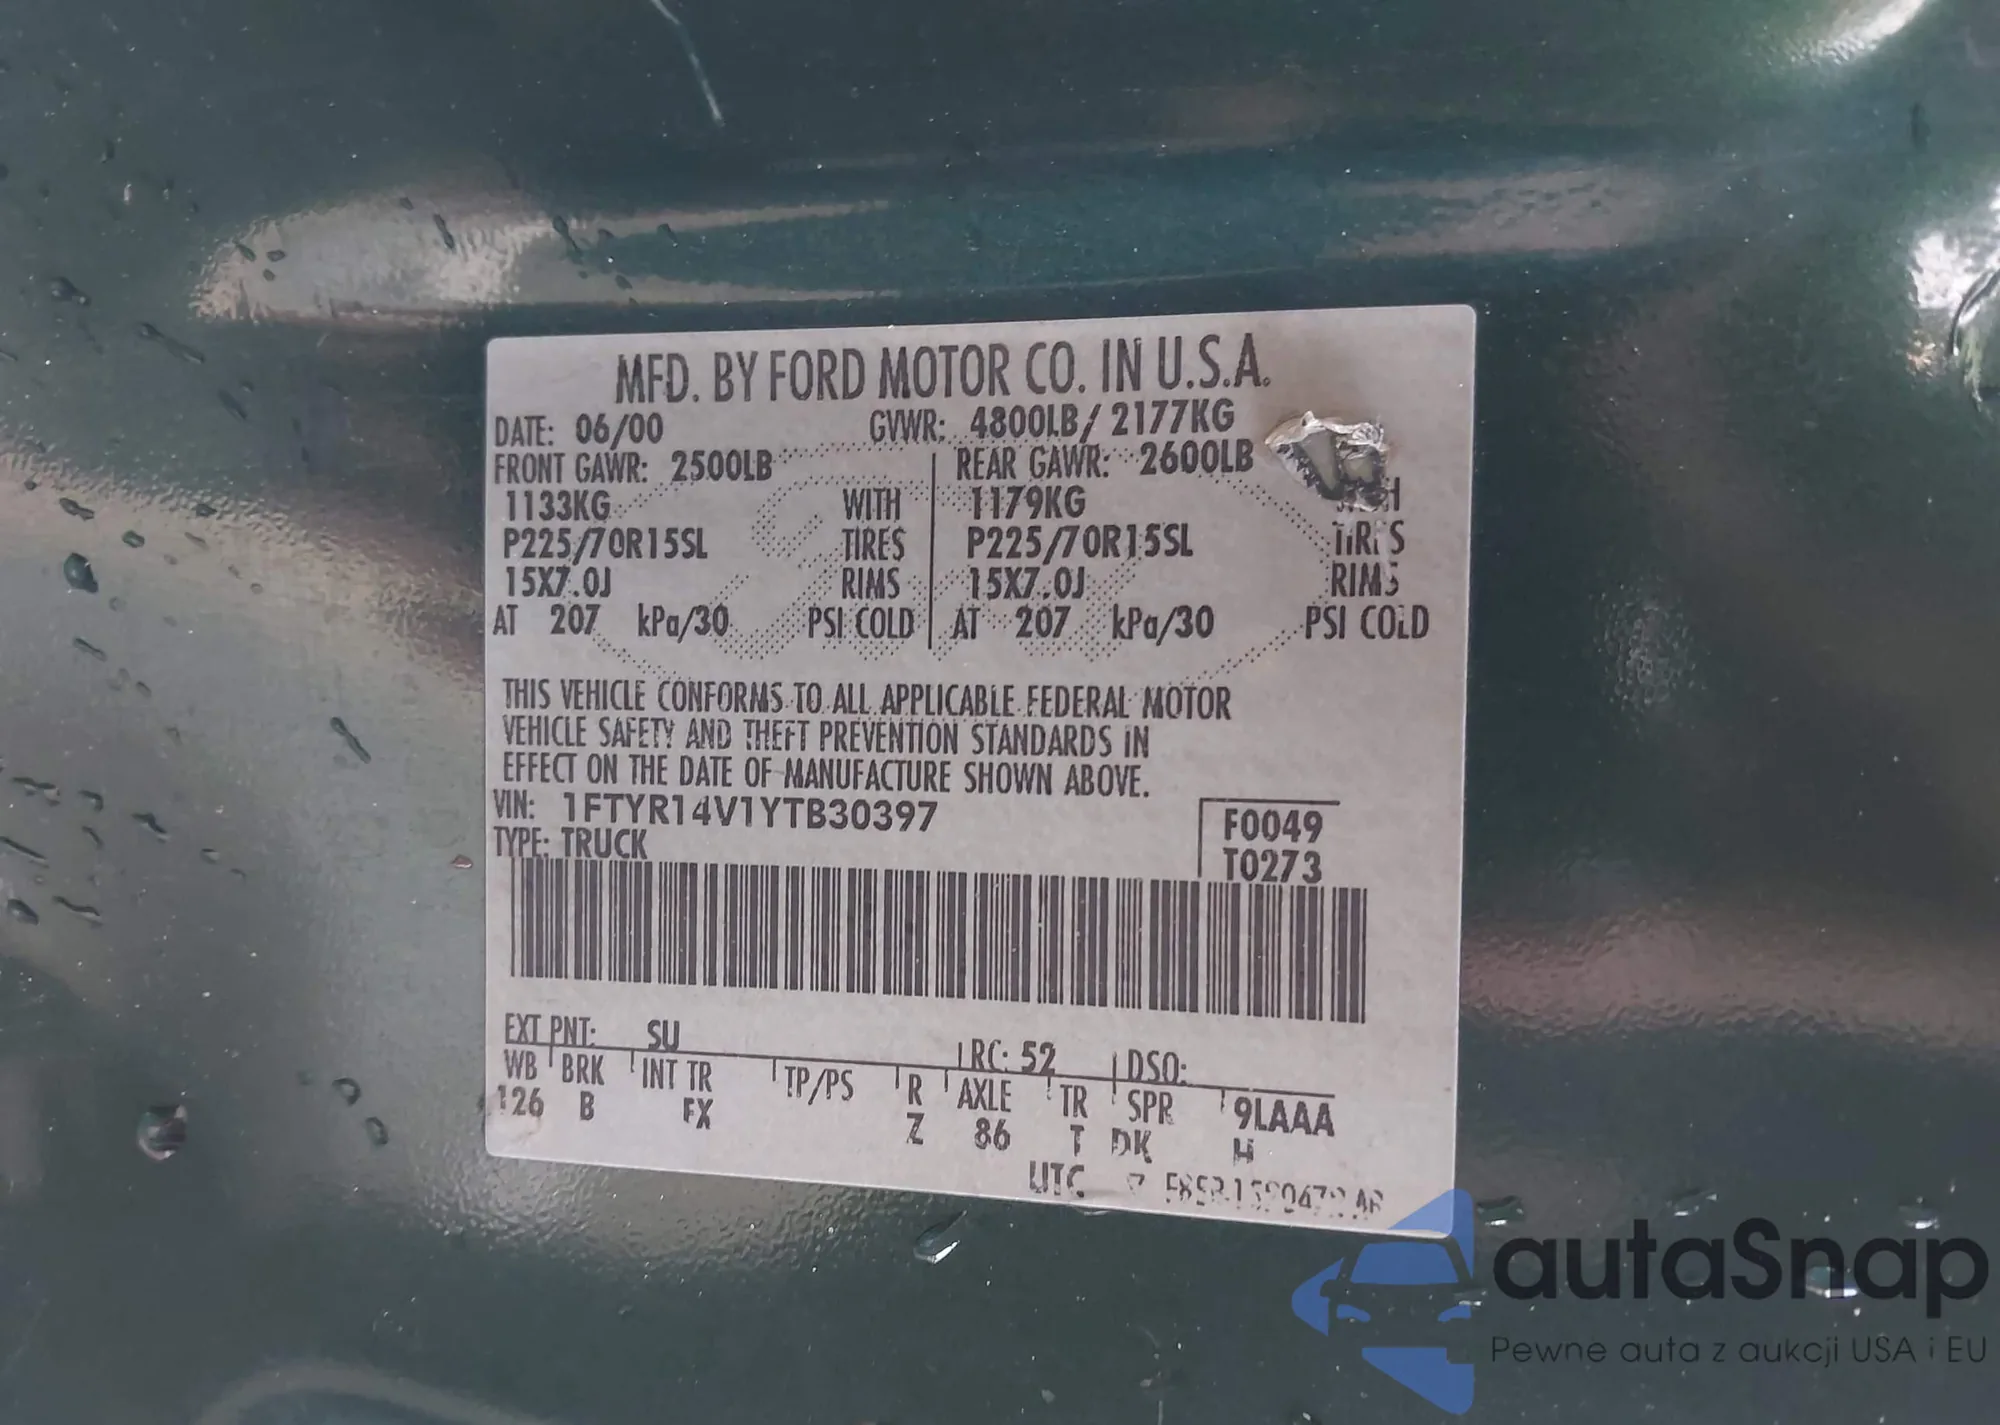 MFD. BY FORD MOTOR CO. IN U.S.A.
DATE: 06/00 GVWR: 4800LB/ 2177KG
FRONT GAWR: 2500LB REAR GAWR: 2600LB
1133KG WITH 1179KG
P225/70R15SL TIRES P225/70R15SL TIRES
15X7.0J RIMS 15X7.0J RIMS
AT 207 kPa/30 PSI COLD AT 207 kPa/30 PSI COLD
THIS VEHICLE CONFORMS TO ALL APPLICABLE FEDERAL MOTOR
VEHICLE SAFETY AND THEFT PREVENTION STANDARDS IN
EFFECT ON THE DATE OF MANUFACTURE SHOWN ABOVE.
VIN: 1FTYR14V1YTB30397 F0049
TYPE: TRUCK T0273
EXT PNT: SU RC: 52 DSO:
WB BRK INT TR TP/PS R AXLE TR SPR 9LAAA
126 B FX Z 86 T DK H
UTC
autaSnap
Pewne auta z aukcji USA i EU